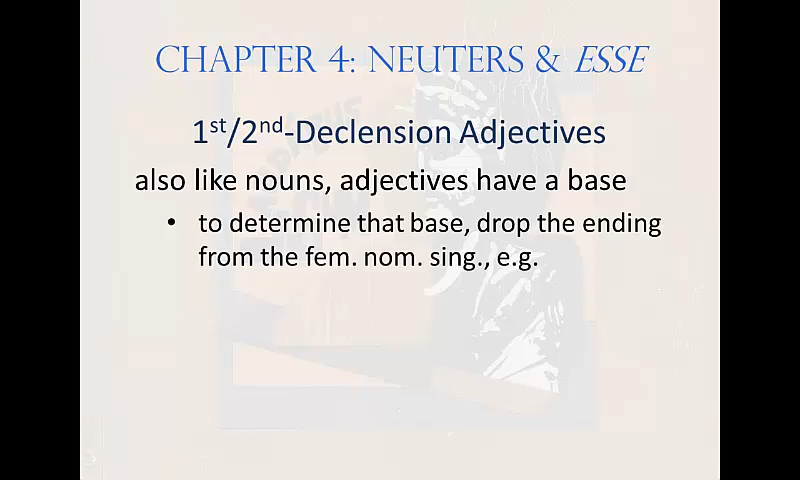 CHAPTER 4: NEUTERS & ESSE
1st/2nd-Declension Adjectives
also like nouns, adjectives have a base
• to determine that base, drop the ending
from the fem. nom. sing., e.g.